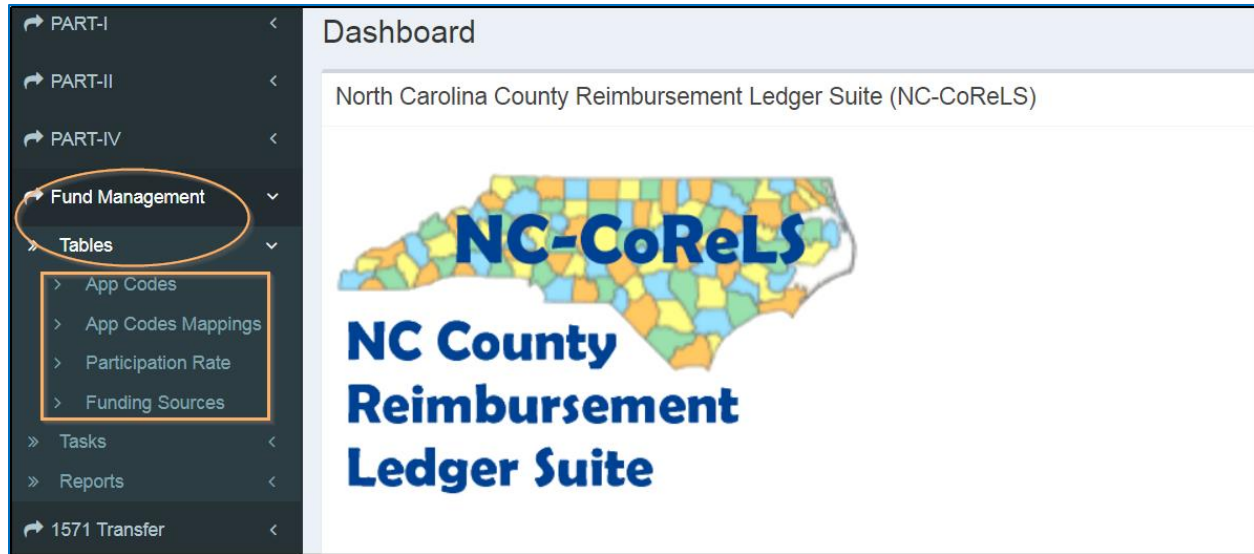 PART-I
PART-II
PART-IV
Fund Management
Tables
App Codes
App Codes Mappings
Participation Rate
Funding Sources
Tasks
Reports
1571 Transfer
Dashboard
North Carolina County Reimbursement Ledger Suite (NC-CoReLS)
NC-CoReLS
NC County
Reimbursement
Ledger Suite